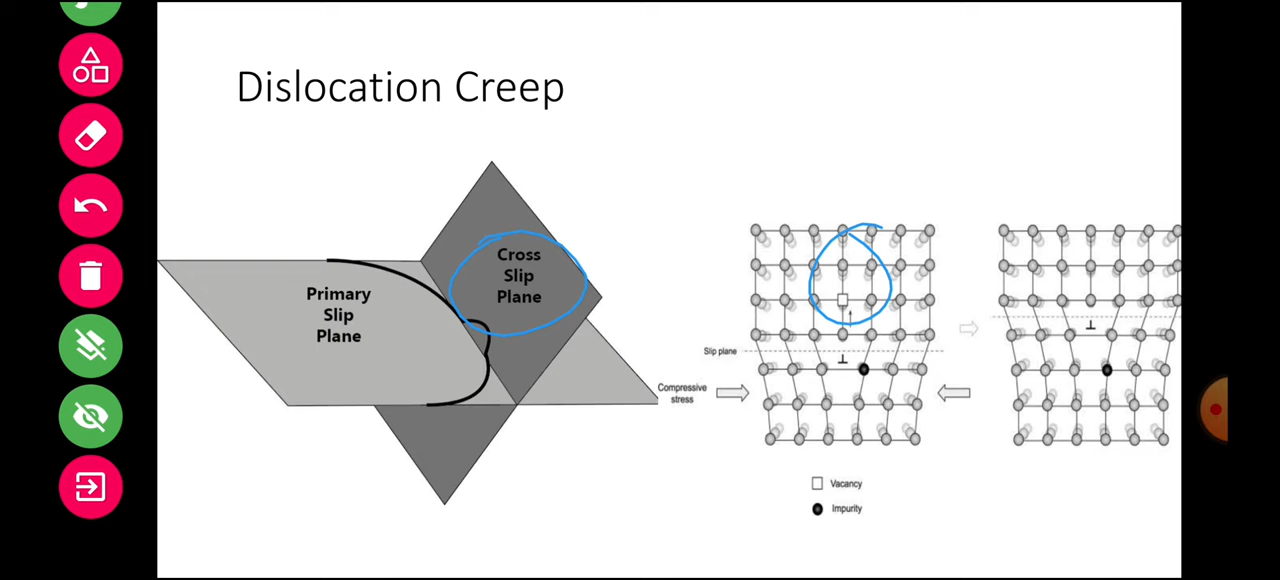 Dislocation Creep
Primary
Slip
Plane
Cross
Slip
Plane
Slip plane
Compressive
stress
Vacancy
Impurity